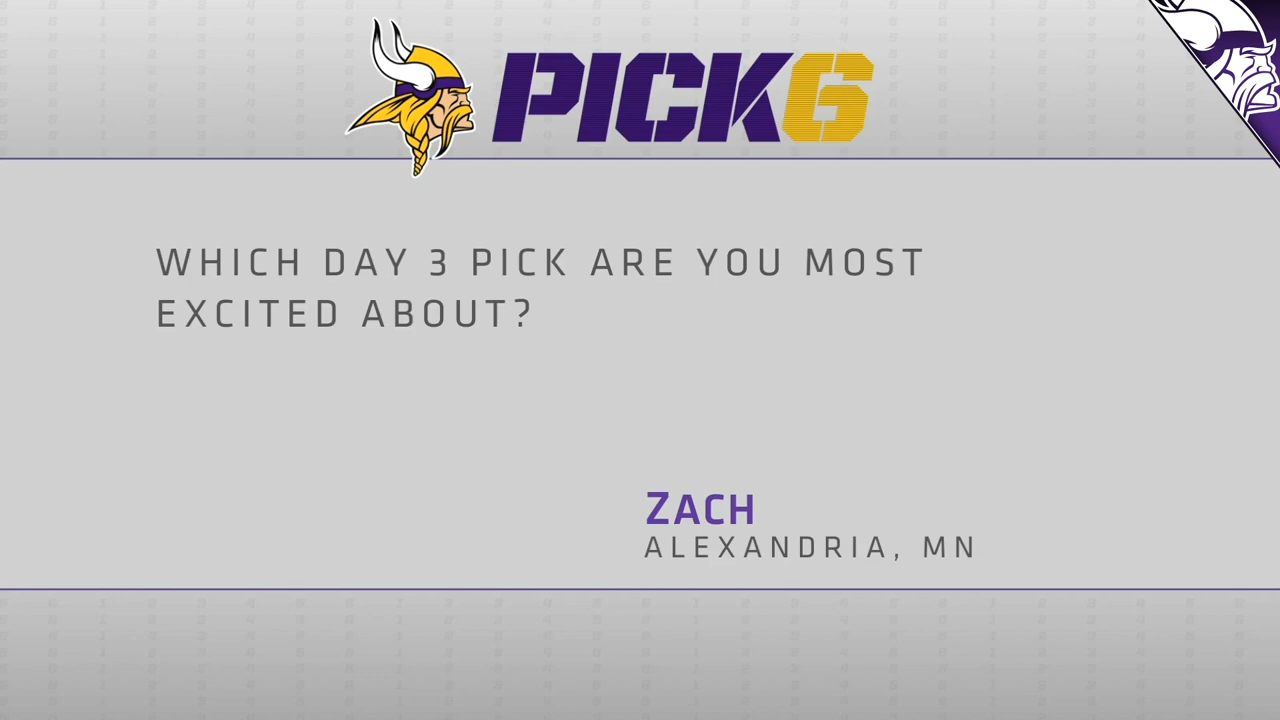 PICK6
WHICH DAY 3 PICK ARE YOU MOST
EXCITED ABOUT?
ZACH
ALEXANDRIA, MN